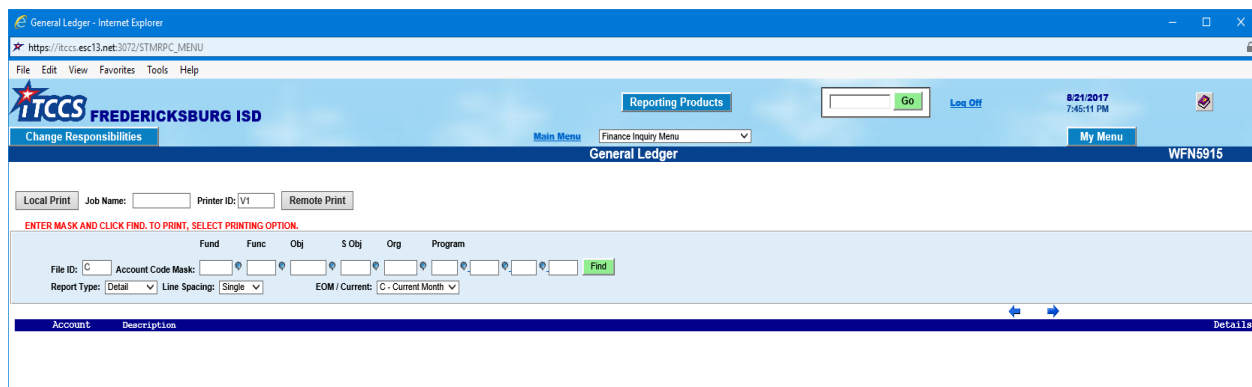 General Ledger - Internet Explorer
https://itccs.esc13.net:3072/STMRPC_MENU
File Edit View Favorites Tools Help
iTCCS FREDERICKSBURG ISD Reporting Products Go Log Off 8/21/2017
7:45:11 PM
Change Responsibilities Main Menu Finance Inquiry Menu My Menu
General Ledger WFN5915
Local Print Job Name: Printer ID: V1 Remote Print
ENTER MASK AND CLICK FIND. TO PRINT, SELECT PRINTING OPTION.
Fund Func Obj S Obj Org Program
File ID: C Account Code Mask: Find
Report Type: Detail Line Spacing: Single EOM / Current: C - Current Month
Account Description Details